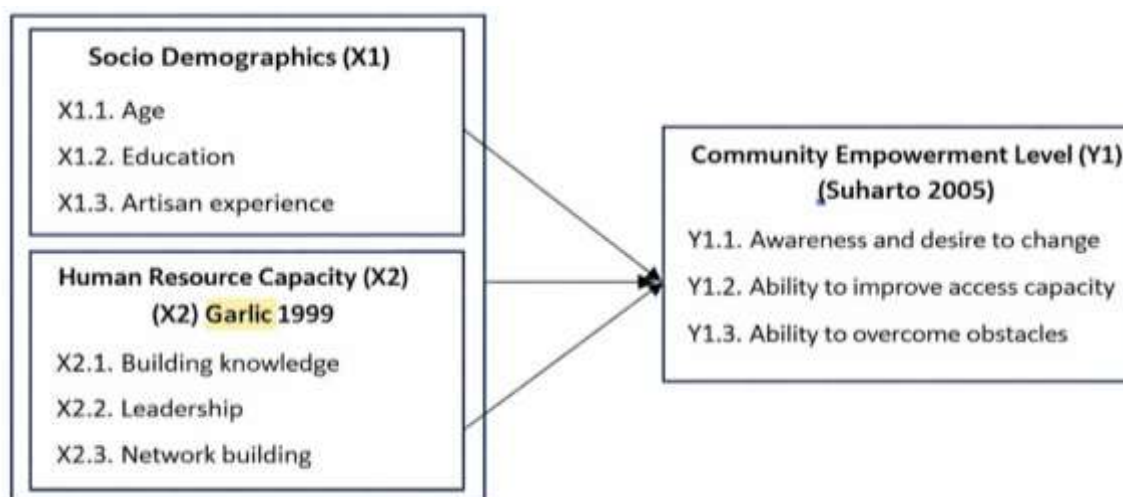 Socio Demographics (X1)
X1.1. Age
X1.2. Education
X1.3. Artisan experience
Human Resource Capacity (X2)
(X2) Garlic 1999
X2.1. Building knowledge
X2.2. Leadership
X2.3. Network building
Community Empowerment Level (Y1)
(Suharto 2005)
Y1.1. Awareness and desire to change
Y1.2. Ability to improve access capacity
Y1.3. Ability to overcome obstacles